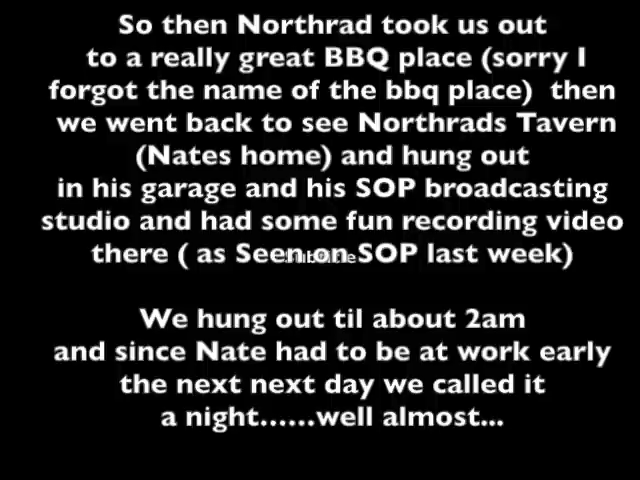 So then Northrad took us out
to a really great BBQ place (sorry I
forgot the name of the bbq place) then
we went back to see Northrads Tavern
(Nates home) and hung out
in his garage and his SOP broadcasting
studio and had some fun recording video
there ( as Seen on SOP last week)
Subtitle
We hung out til about 2am
and since Nate had to be at work early
the next next day we called it
a night......well almost...